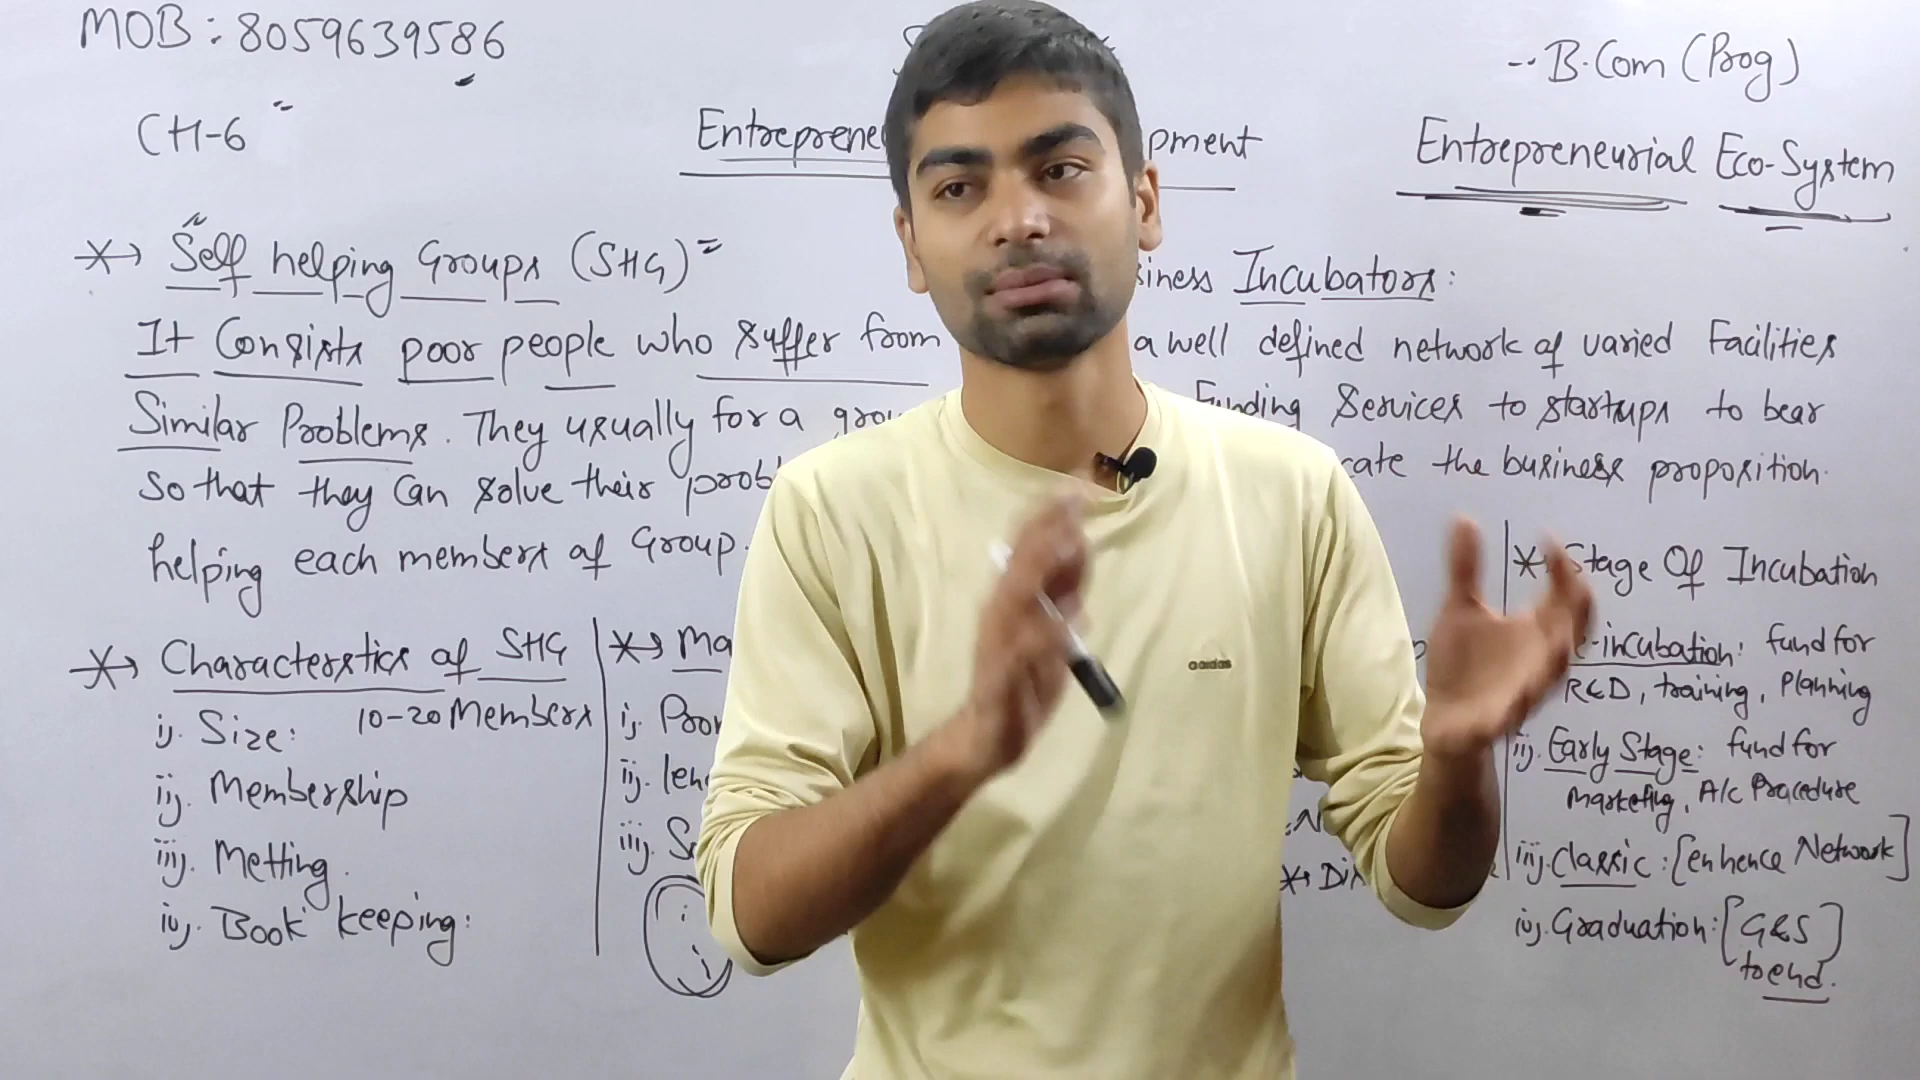 MOB: 8059639586
-- B.Com (Prog)
CH-6
pment
Entrepreneurial Eco-System
Self helping Groups (SHG)
It Consists poor people who suffer from
Similar Problems. They usually for a
so that they can solve their
helping each members of Group.
Incubators:
a well defined network of varied Facilities
Funding Services to startups to bear
the business proposition.
Characterstics of SHG
i). Size: 10-20 Members
ii). Membership
iii). Metting.
iv). Book keeping:
Stage Of Incubation
-incubation: fund for
R&D, training, Planning
ii). Early Stage: fund for
Marketing, A/c Procedure
iii). Classic: [enhence Network]
iv). Graduation: [G&S
to end.]
adidas